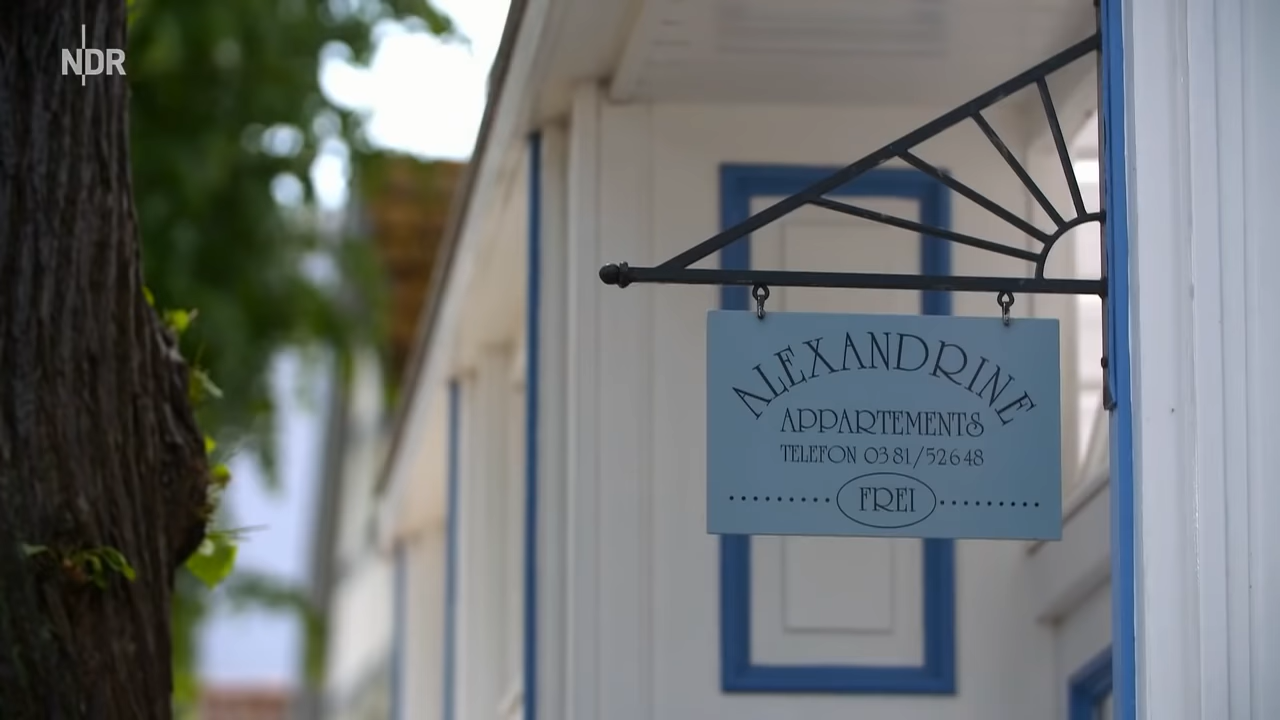 NDR
ALEXANDRINE
APPARTEMENTS
TELEFON 0381/52648
FREI